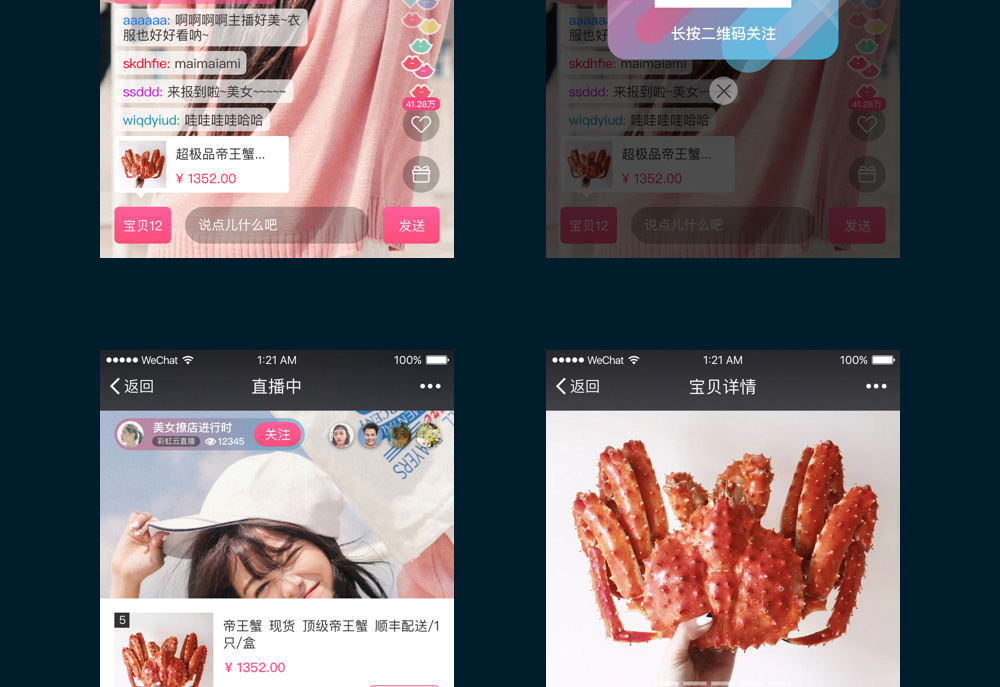 aaaaaa: 啊啊啊啊主播好美~衣
服也好好看呐~
skdhfie: maimaiami
ssddd: 来报到啦~美女~~~~~
wiqdyiud: 哇哇哇哇哈哈
41.28万
超极品帝王蟹...
¥ 1352.00
宝贝12
说点儿什么吧
发送
长按二维码关注
skdhfie: maimaiami
ssddd: 来报到啦~美女~~~~~
wiqdyiud: 哇哇哇哇哈哈
41.28万
超极品帝王蟹...
¥ 1352.00
宝贝12
说点儿什么吧
发送
WeChat 1:21 AM 100%
返回 直播中
美女撩店进行时
彩虹云直播 12345
关注
AVERS
5
帝王蟹 现货 顶级帝王蟹 顺丰配送/1
只/盒
¥ 1352.00
WeChat 1:21 AM 100%
返回 宝贝详情